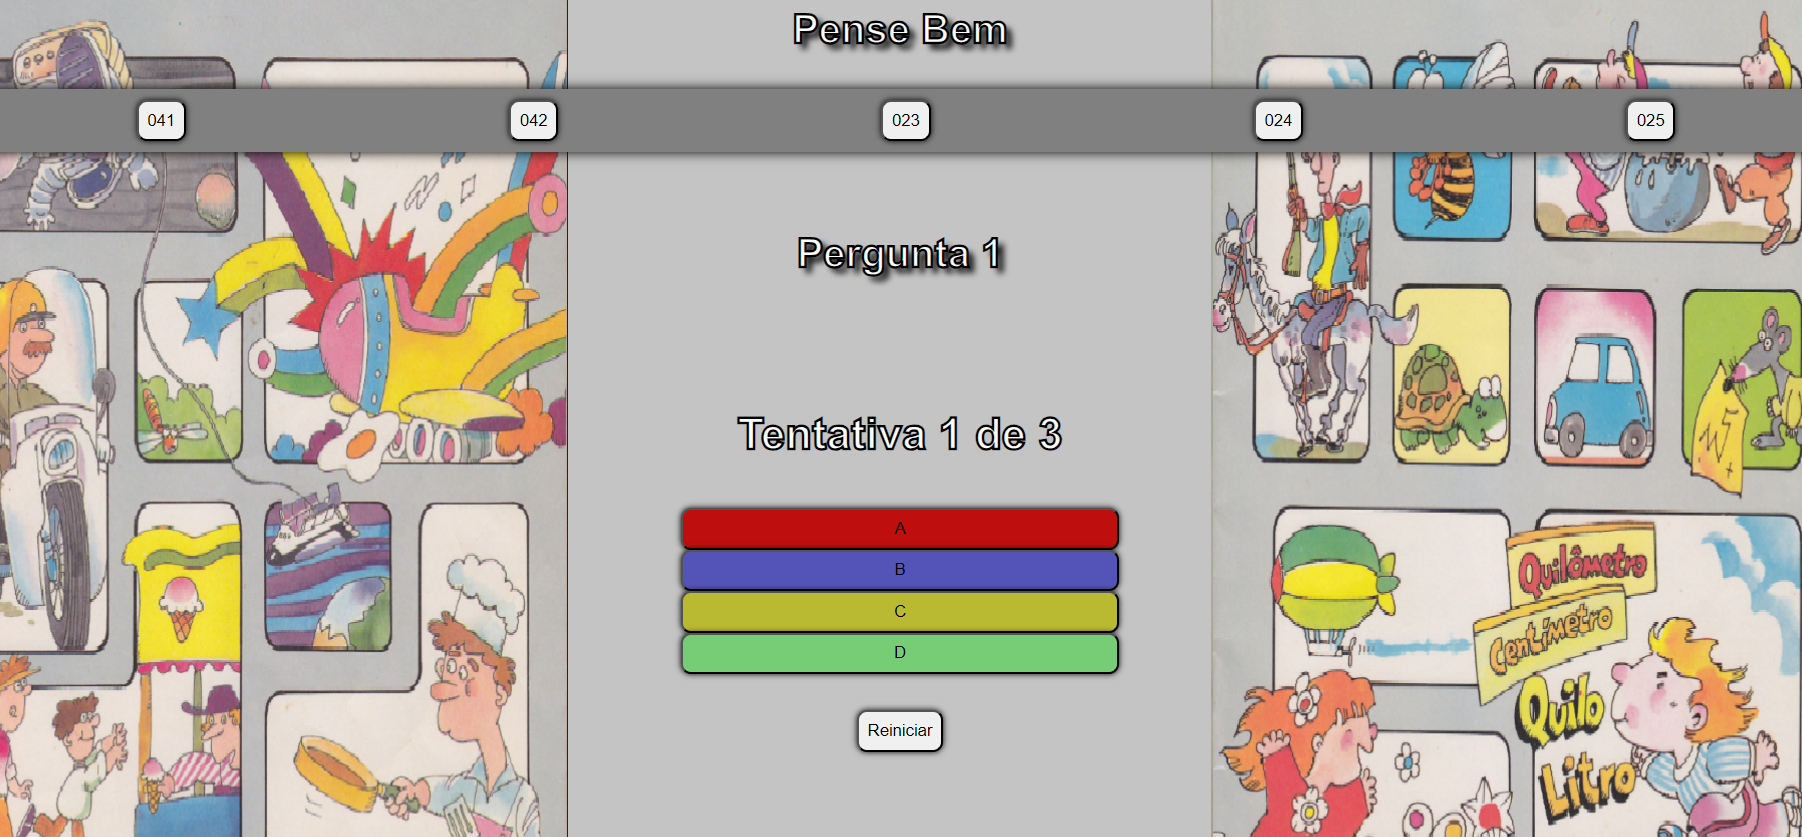 Pense Bem
041 042 023 024 025
Pergunta 1
Tentativa 1 de 3
A
B
C
D
Reiniciar
Quilômetro
Centímetro
Quilo
Litro